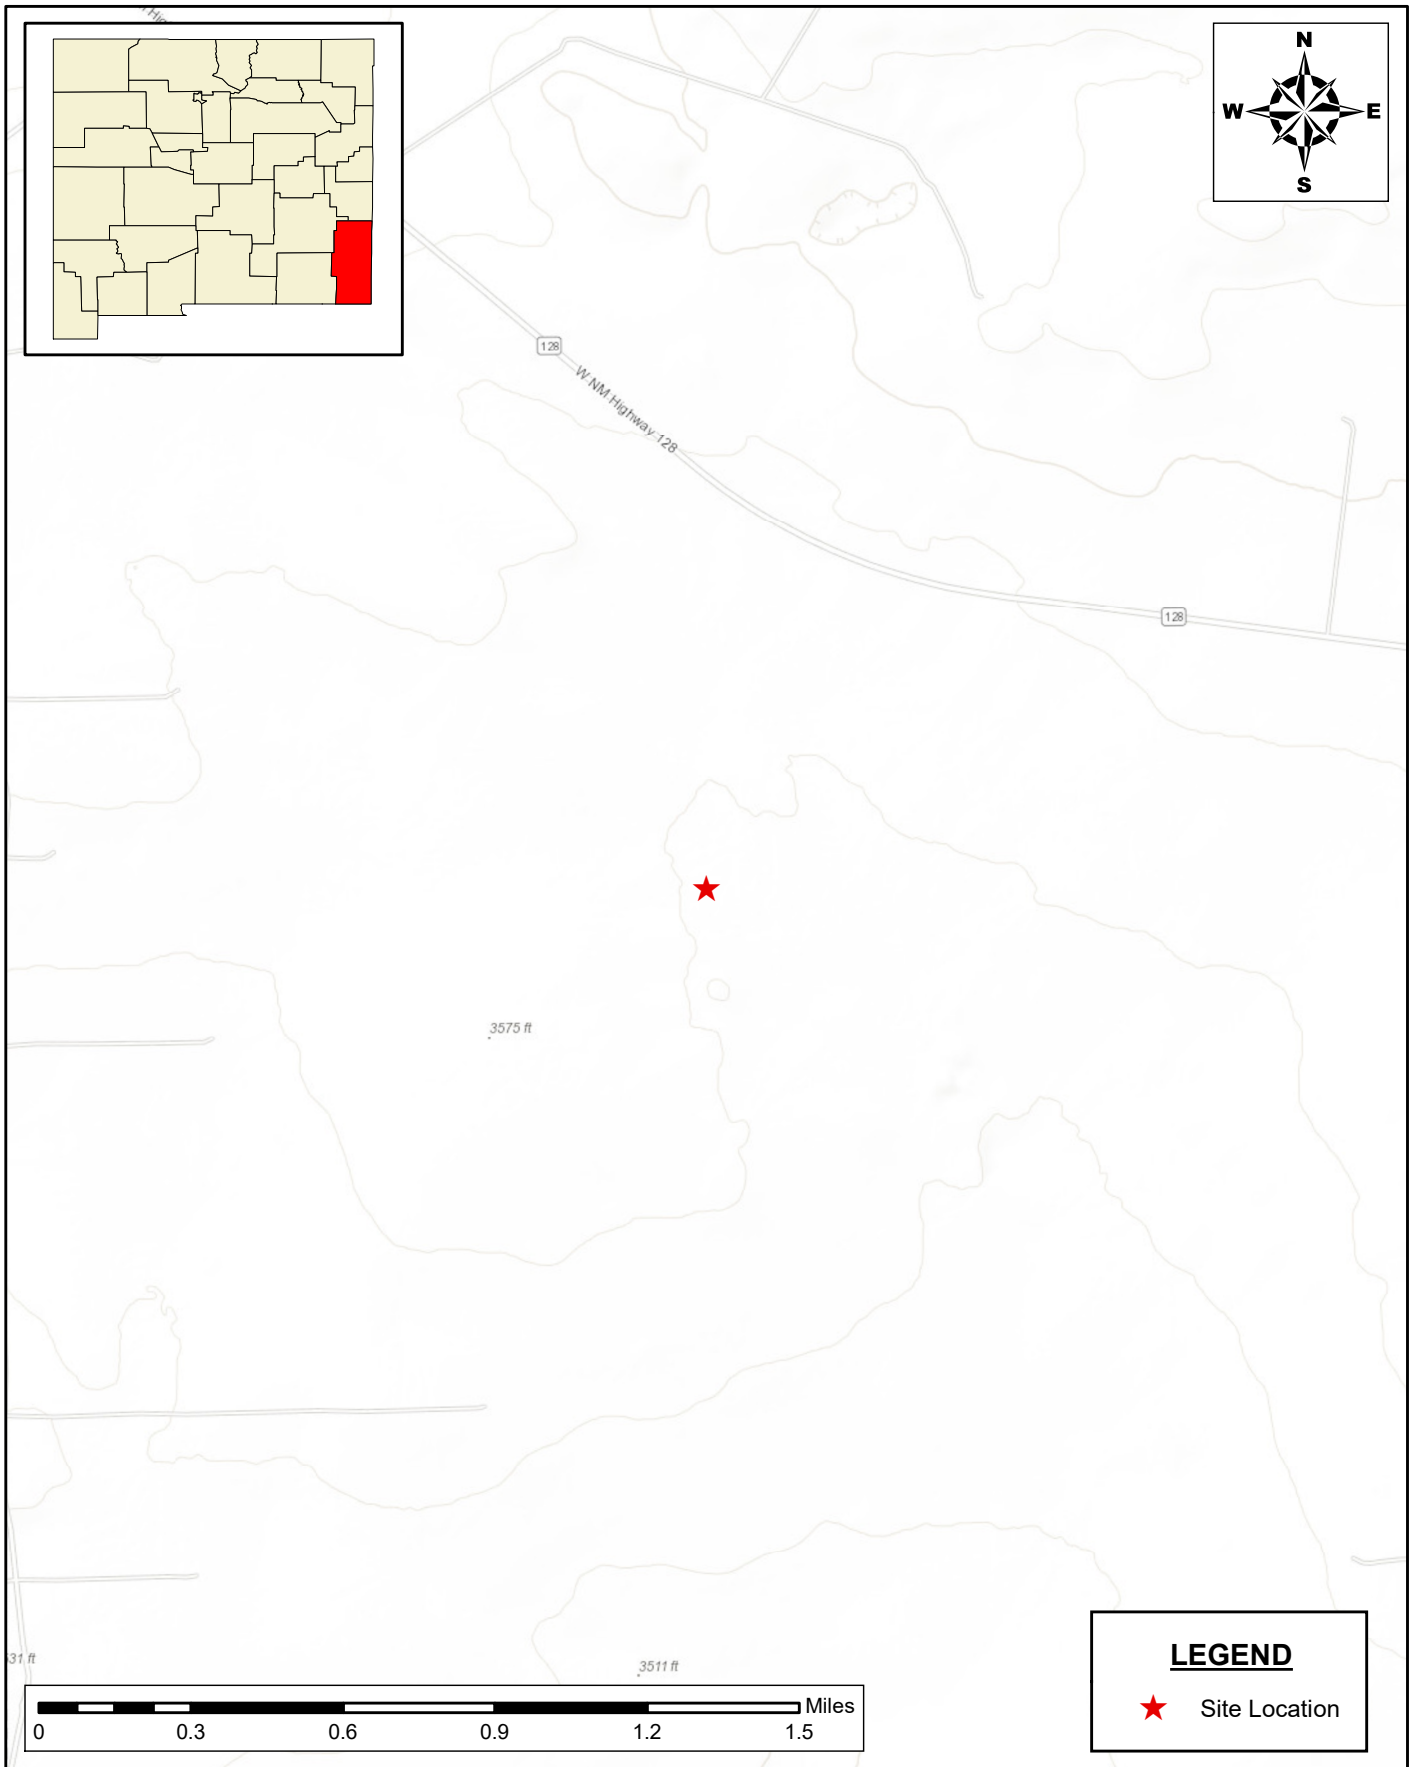 N
W E
S
128
W NM Highway 128
128
3575 ft
31 ft
3511 ft
LEGEND
Site Location
Miles
0 0.3 0.6 0.9 1.2 1.5